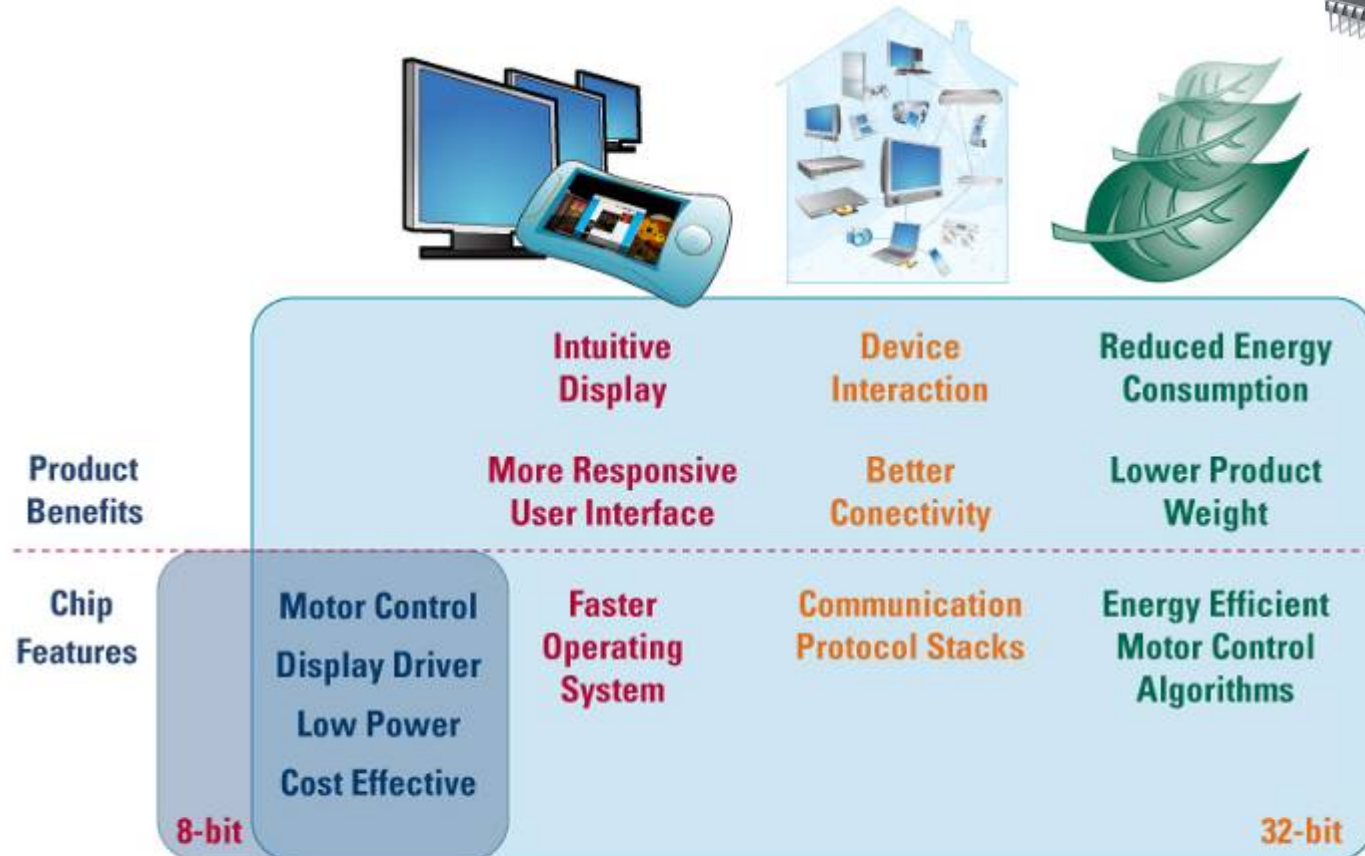 Intuitive
Display
Device
Interaction
Reduced Energy
Consumption
Product
Benefits
More Responsive
User Interface
Better
Conectivity
Lower Product
Weight
Chip
Features
Motor Control
Display Driver
Low Power
Cost Effective
Faster
Operating
System
Communication
Protocol Stacks
Energy Efficient
Motor Control
Algorithms
8-bit
32-bit